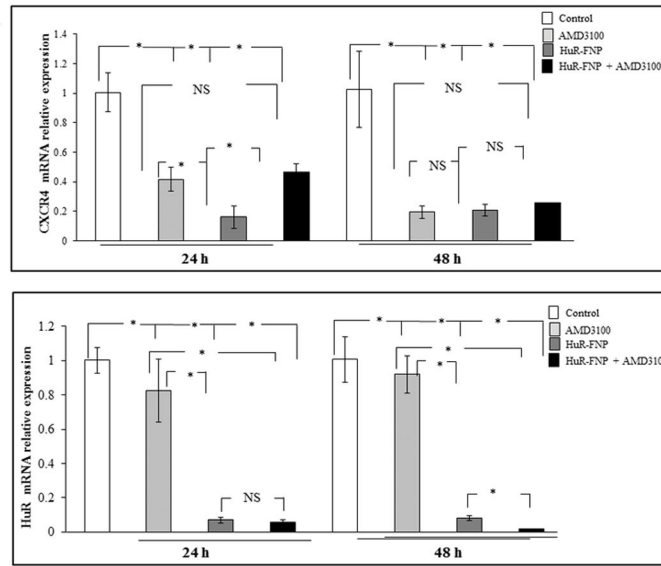 Control
AMD3100
HuR-FNP
HuR-FNP + AMD3100
CXCR4 mRNA relative expression
1.4
1.2
1
0.8
0.6
0.4
0.2
0
* * * * * *
NS NS
* * NS NS
24 h 48 h
Control
AMD3100
HuR-FNP
HuR-FNP + AMD3100
HuR mRNA relative expression
1.2
1
0.8
0.6
0.4
0.2
0
* * * * * *
* *
* *
NS *
24 h 48 h